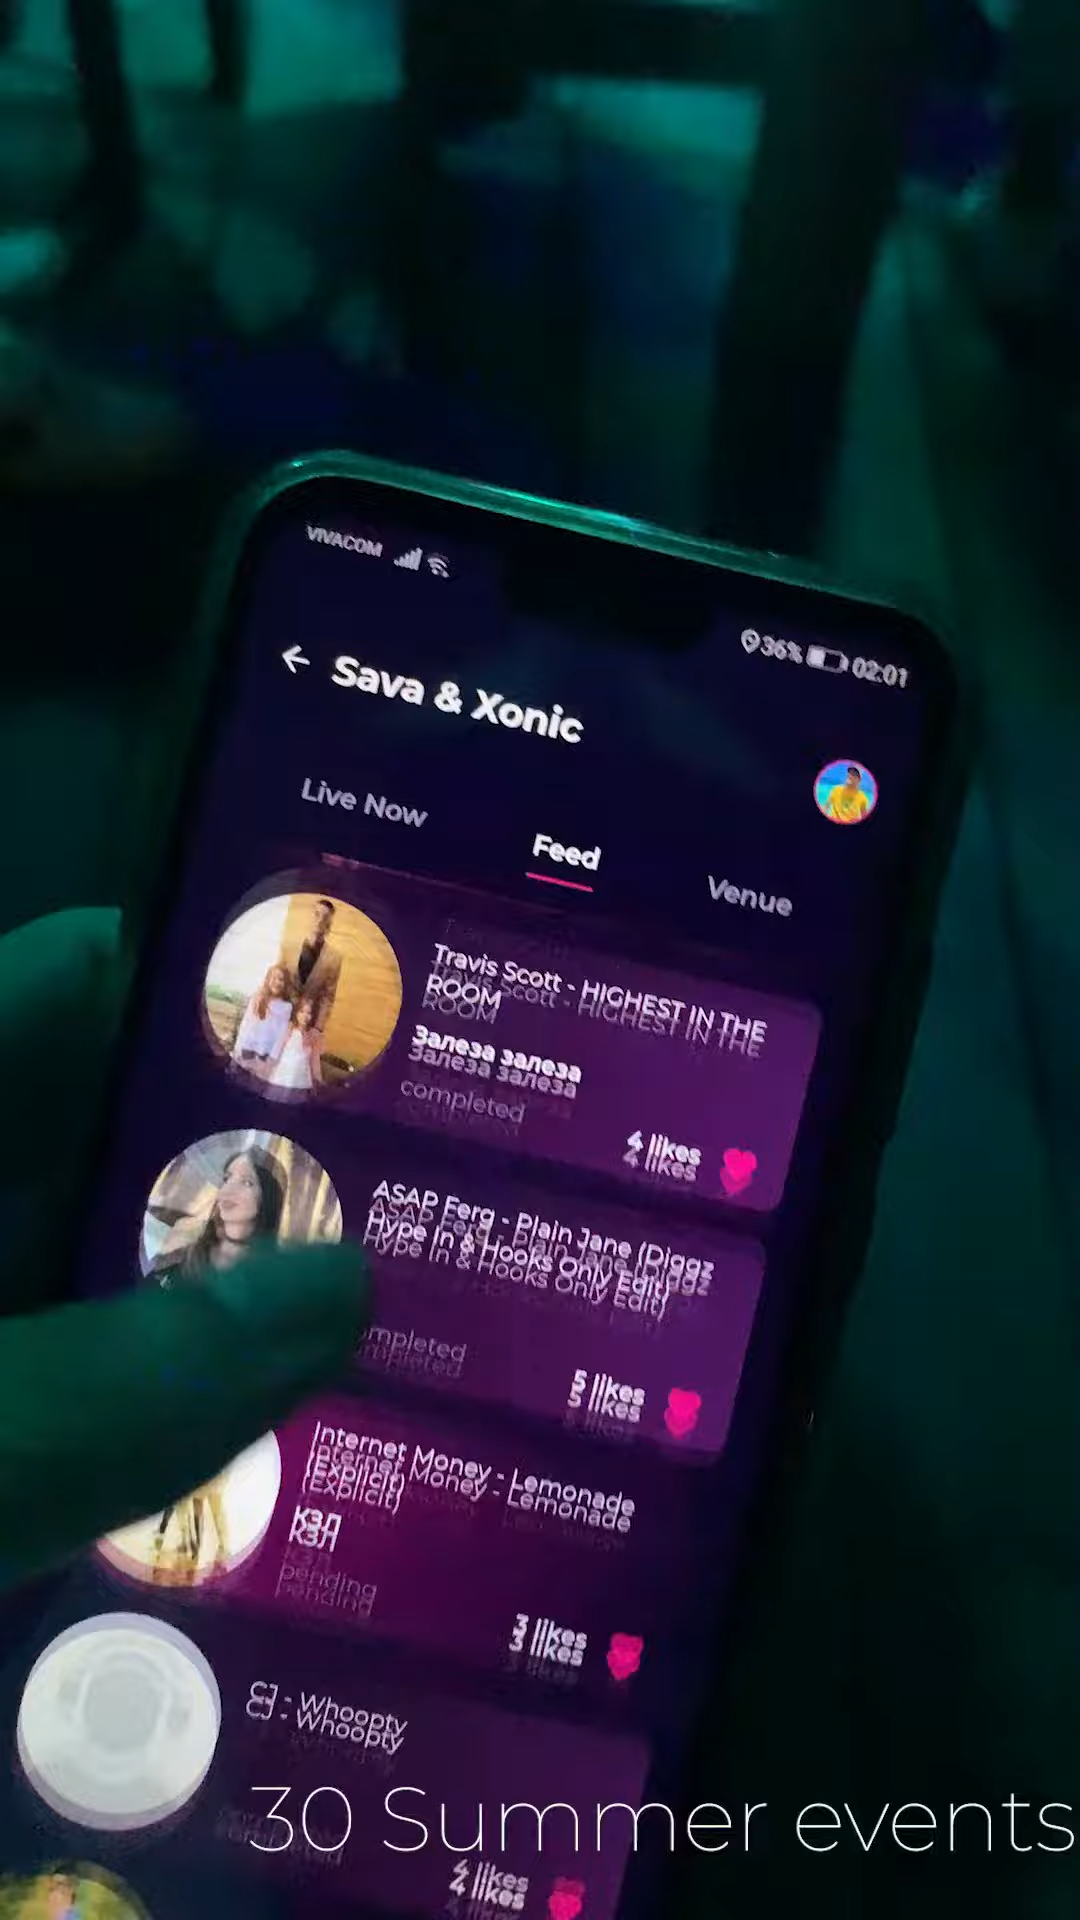 VIVACOM
36% 02:01
Sava & Xonic
Live Now
Feed
Venue
Travis Scott - HIGHEST IN THE
ROOM
Залеза залеза
completed
4 likes
ASAP Ferg - Plain Jane (Diggz
Hype In & Hooks Only Edit)
5 likes
Internet Money - Lemonade
(Explicit)
КЗЛ
pending
3 likes
CJ - Whoopty
30 Summer events
4 likes